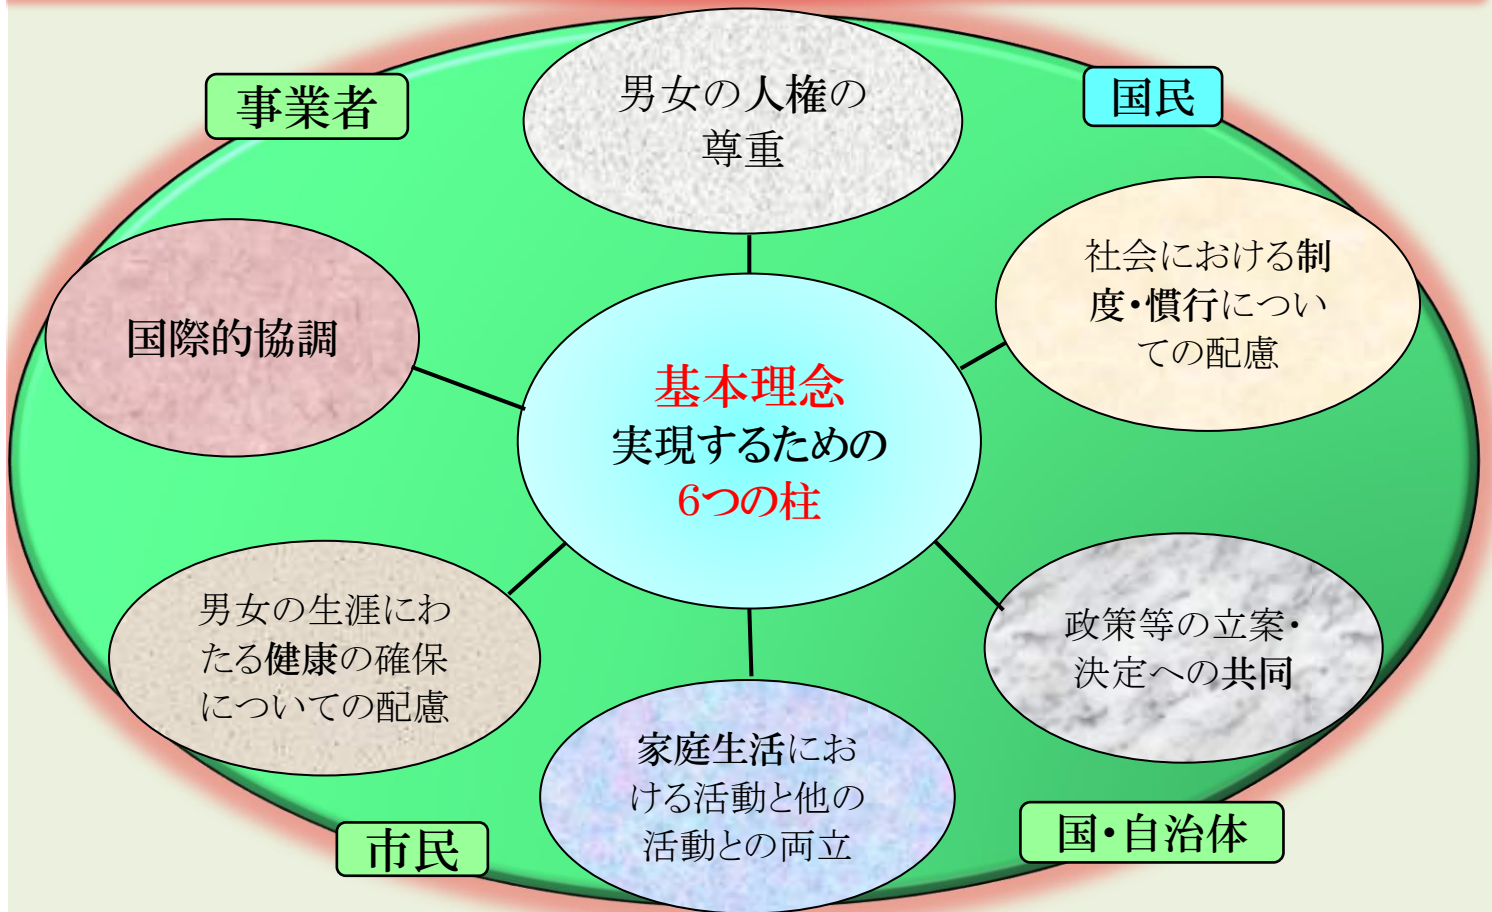 事業者
男女の人権の
尊重
国民
社会における制
度・慣行につい
ての配慮
国際的協調
基本理念
実現するための
6つの柱
男女の生涯にわ
たる健康の確保
についての配慮
政策等の立案・
決定への共同
家庭生活にお
ける活動と他の
活動との両立
市民
国・自治体